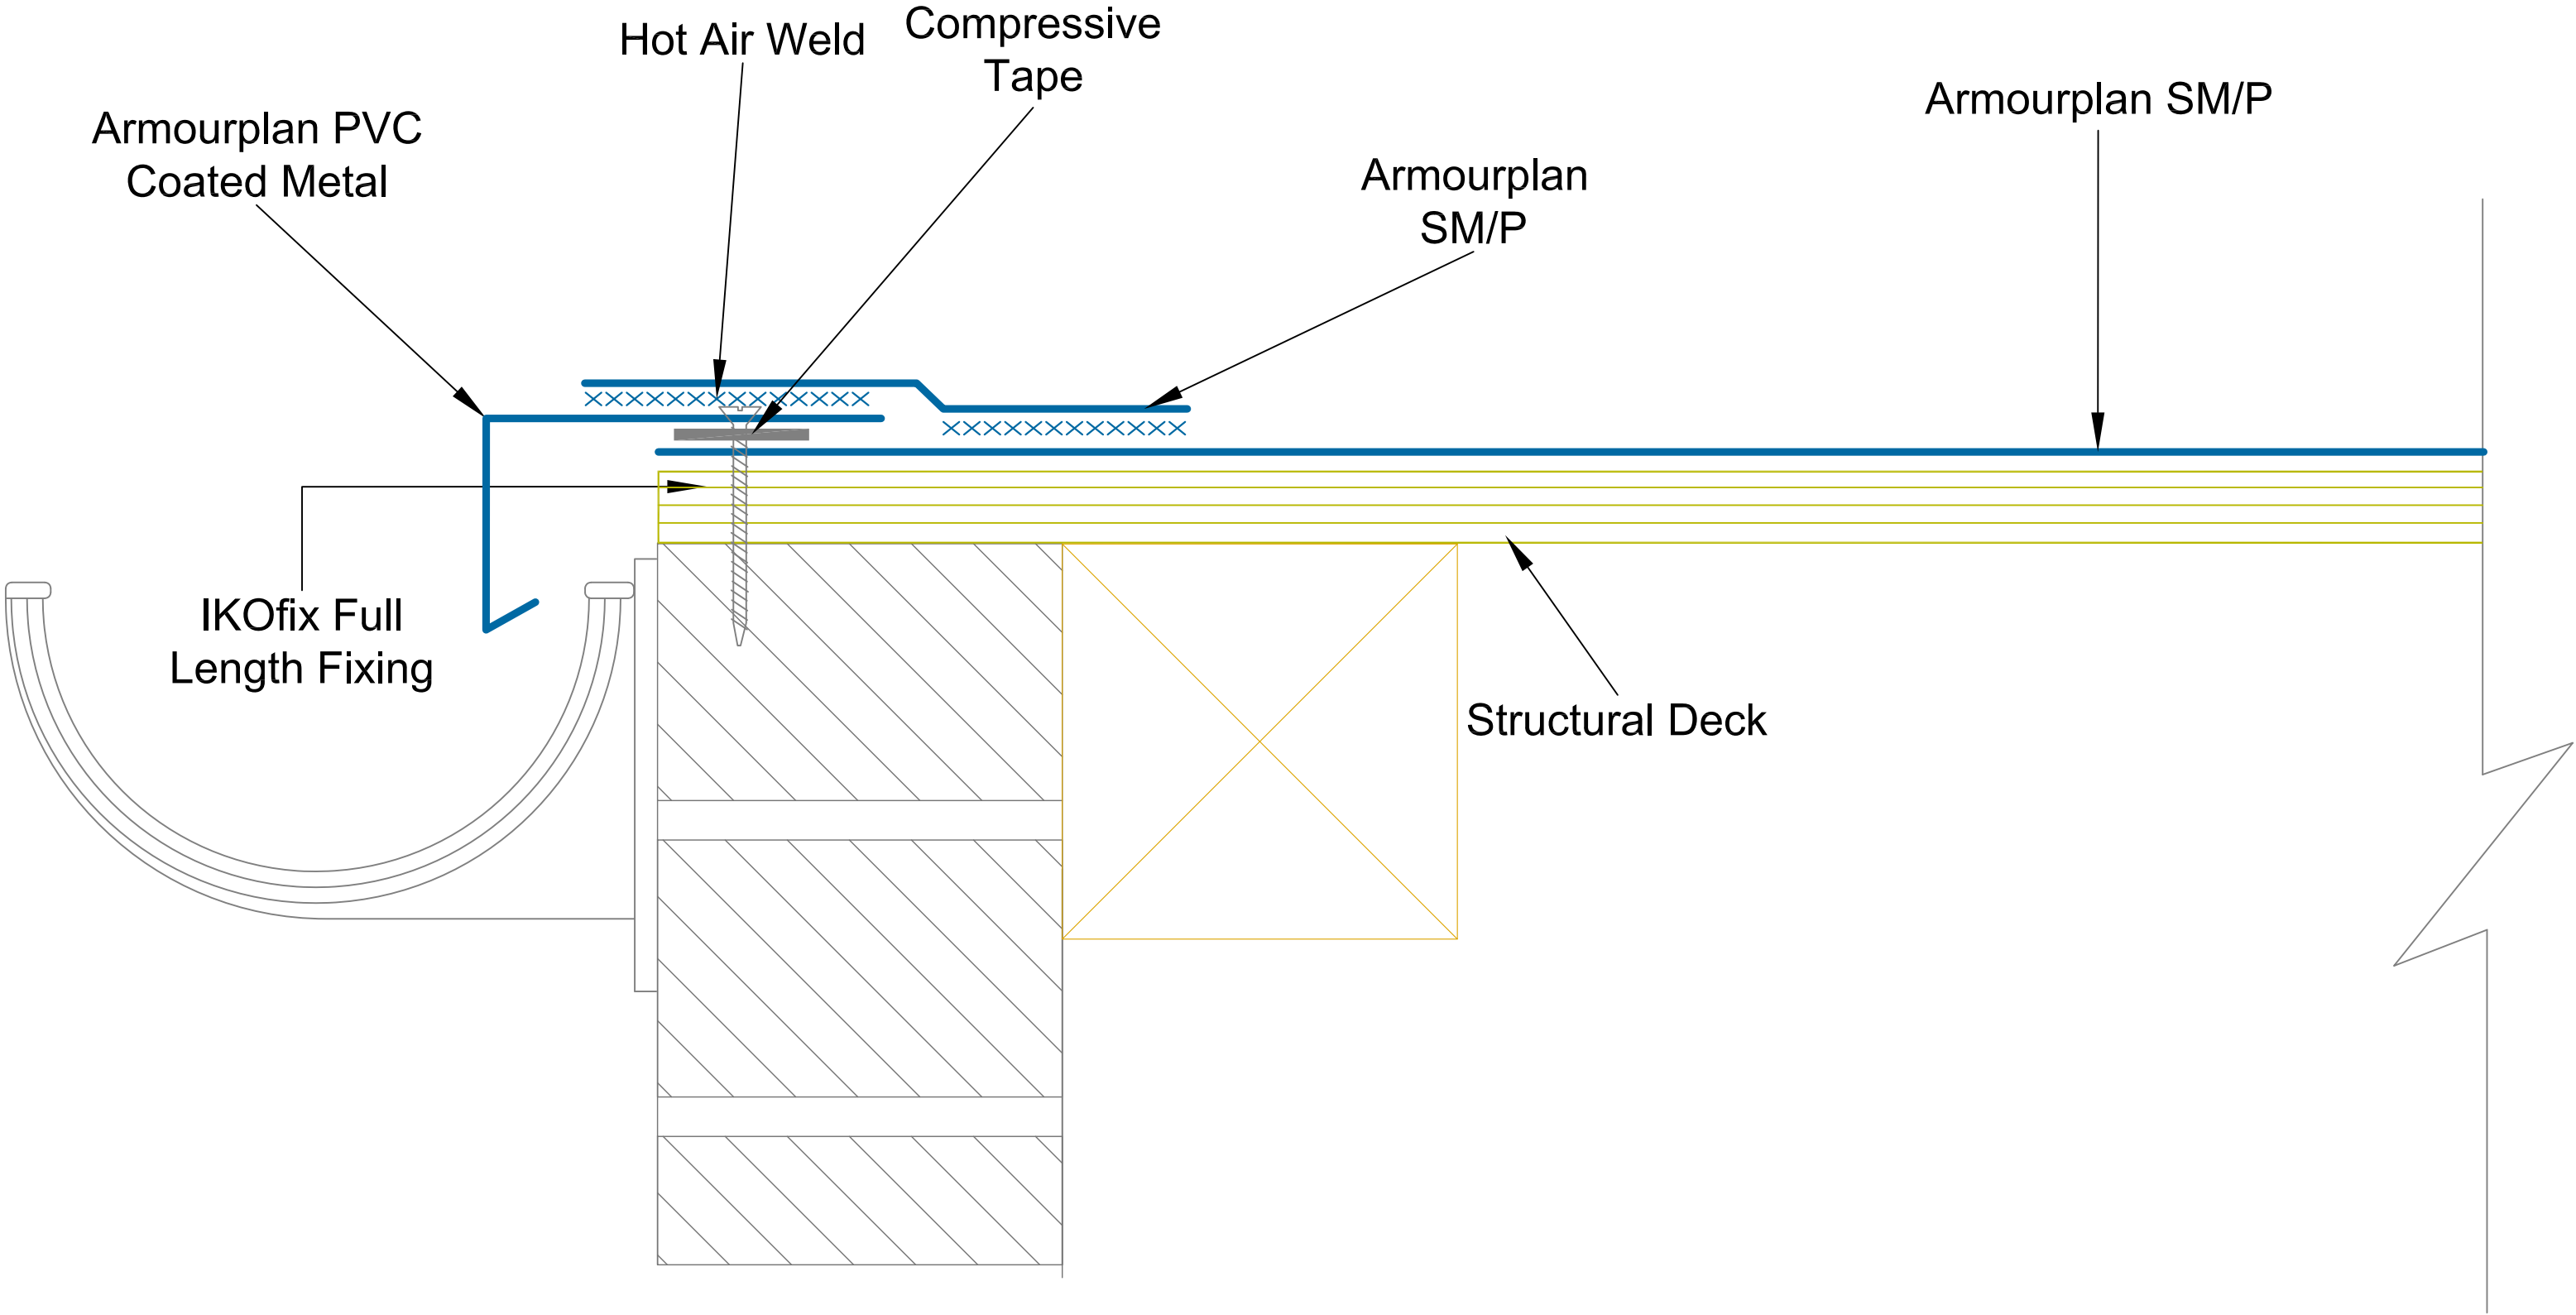 Hot Air Weld
Compressive
Tape
Armourplan PVC
Coated Metal
Armourplan
SM/P
Armourplan SM/P
IKOfix Full
Length Fixing
Structural Deck